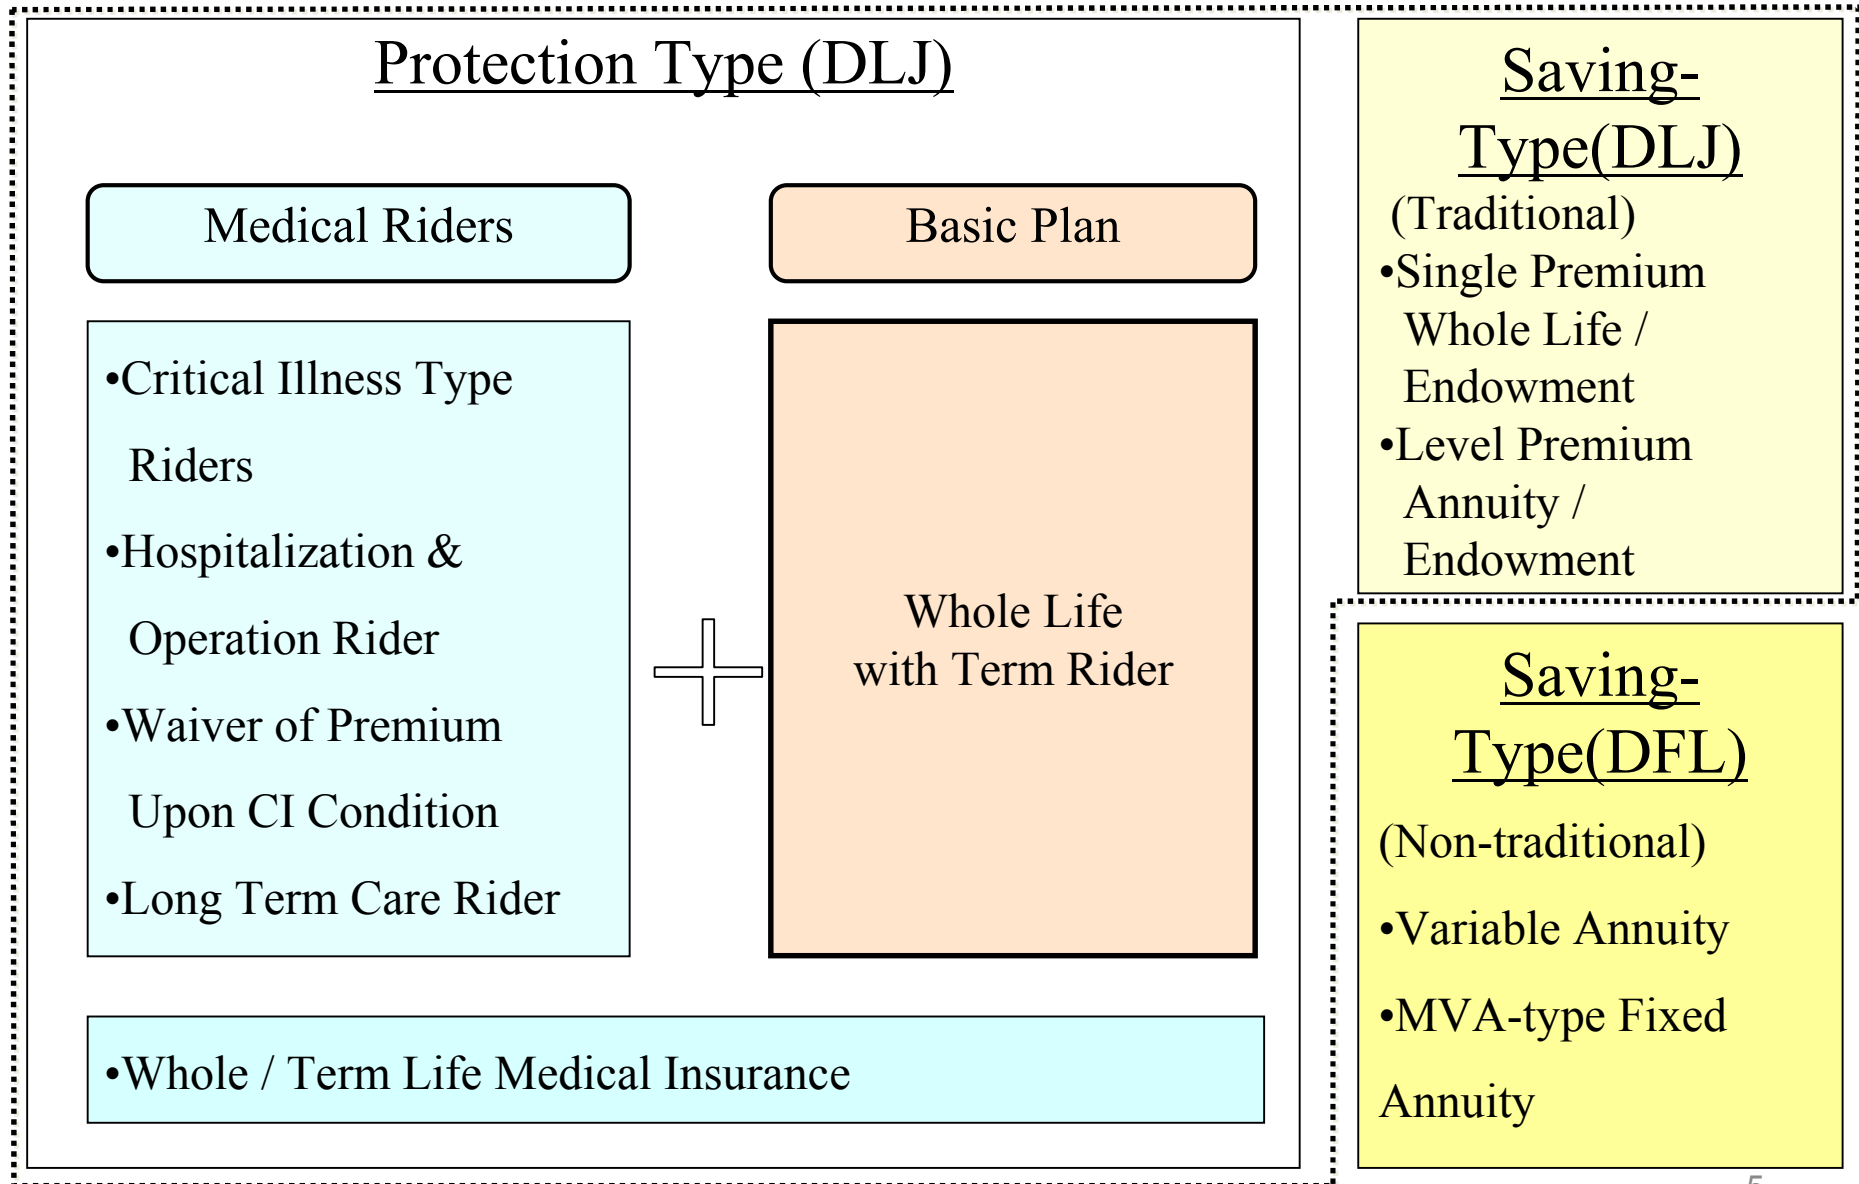 Protection Type (DLJ)
Medical Riders
•Critical Illness Type
Riders
•Hospitalization &
Operation Rider
•Waiver of Premium
Upon CI Condition
•Long Term Care Rider
Basic Plan
Whole Life
with Term Rider
•Whole / Term Life Medical Insurance
Saving-
Type(DLJ)
(Traditional)
•Single Premium
Whole Life /
Endowment
•Level Premium
Annuity /
Endowment
Saving-
Type(DFL)
(Non-traditional)
•Variable Annuity
•MVA-type Fixed
Annuity